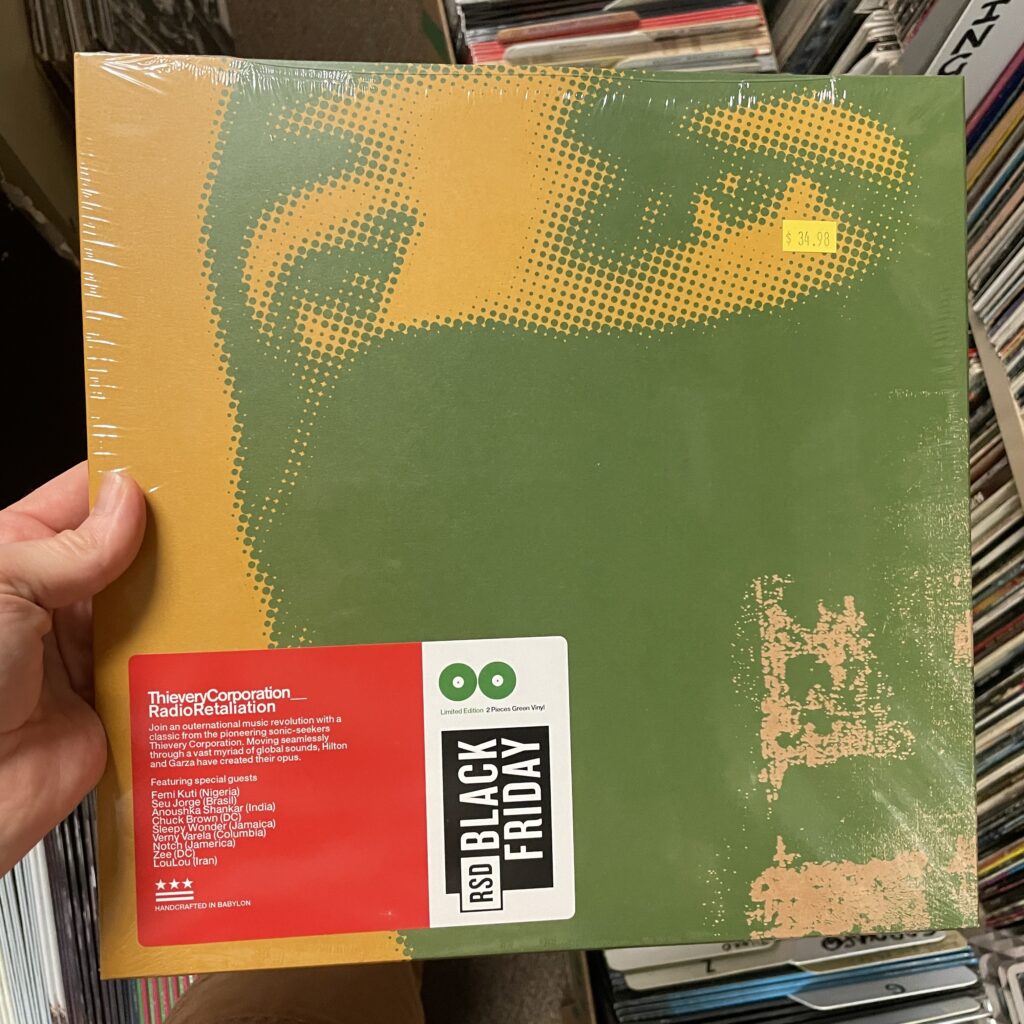 HNZ
$ 34.98
ThieveryCorporation__
RadioRetaliation
Join an outernational music revolution with a
classic from the pioneering sonic-seekers
Thievery Corporation. Moving seamlessly
through a vast myriad of global sounds, Hilton
and Garza have created their opus.
Featuring special guests
Femi Kuti (Nigeria)
Seu Jorge (Brasil)
Anoushka Shankar (India)
Chuck Brown (DC)
Sleepy Wonder (Jamaica)
Verny Varela (Columbia)
Notch (Jamerica)
Zee (DC)
LouLou (Iran)
HANDCRAFTED IN BABYLON
Limited Edition 2 Pieces Green Vinyl
RSD BLACK
FRIDAY
L
G